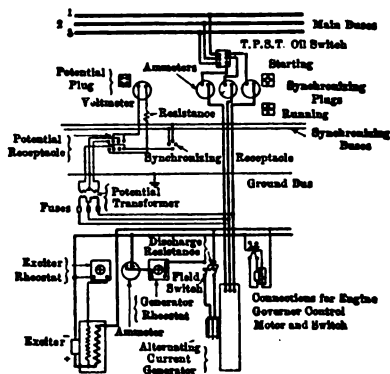 1
2
3
Main Buses
T.P.S.T. Oil Switch
Ammeters
Starting
Potential
Plug
Synchronizing
Plugs
Voltmeter
Resistance
Running
Synchronizing
Buses
Potential
Receptacle
Synchronizing Receptacle
Ground Bus
Potential
Transformer
Fuses
Discharge
Resistance
Exciter
Rheostat
Field
Switch
Generator
Rheostat
Connections for Engine
Governor Control
Motor and Switch
Ammeter
Exciter
Alternating
Current
Generator